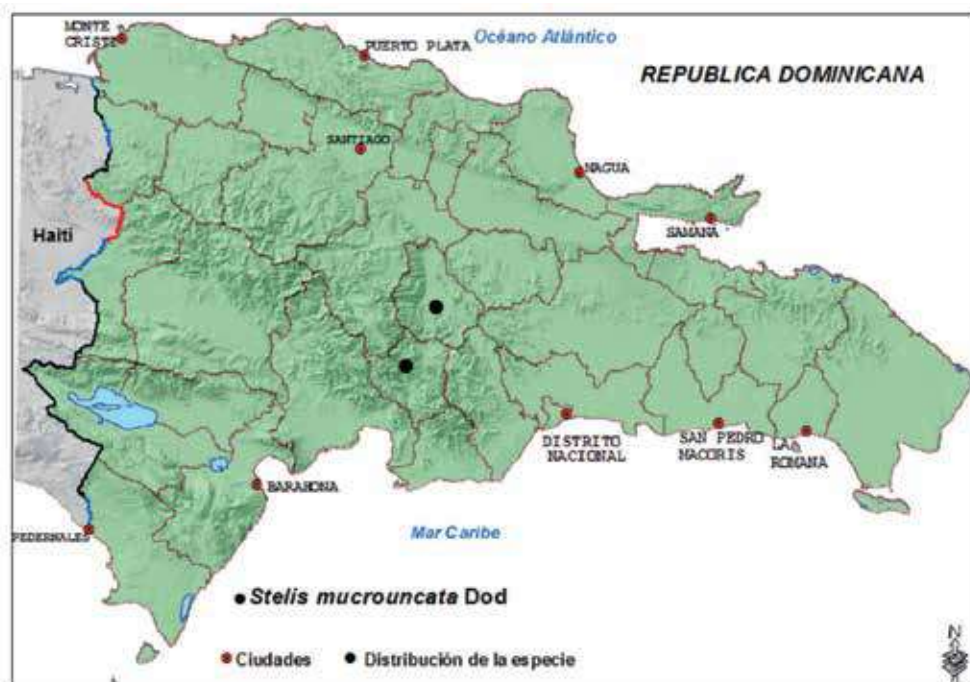 MONTE
CRISTI
PUERTO PLATA
Océano Atlántico
REPUBLICA DOMINICANA
SANTIAGO
NAGUA
SAMANA
Haití
DISTRITO
NACIONAL
SAN PEDRO
MACORIS
LA
ROMANA
BARAHONA
PEDERNALES
Mar Caribe
Stelis mucrouncata Dod
Ciudades
Distribución de la especie
N